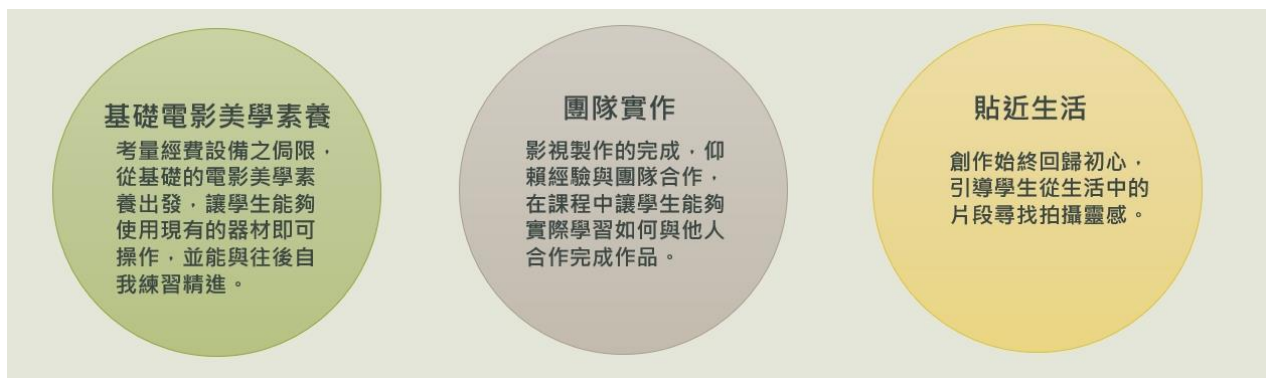 基礎電影美學素養
考量經費設備之侷限，
從基礎的電影美學素
養出發，讓學生能夠
使用現有的器材即可
操作，並能與往後自
我練習精進。
團隊實作
影視製作的完成，仰
賴經驗與團隊合作，
在課程中讓學生能夠
實際學習如何與他人
合作完成作品。
貼近生活
創作始終回歸初心，
引導學生從生活中的
片段尋找拍攝靈感。